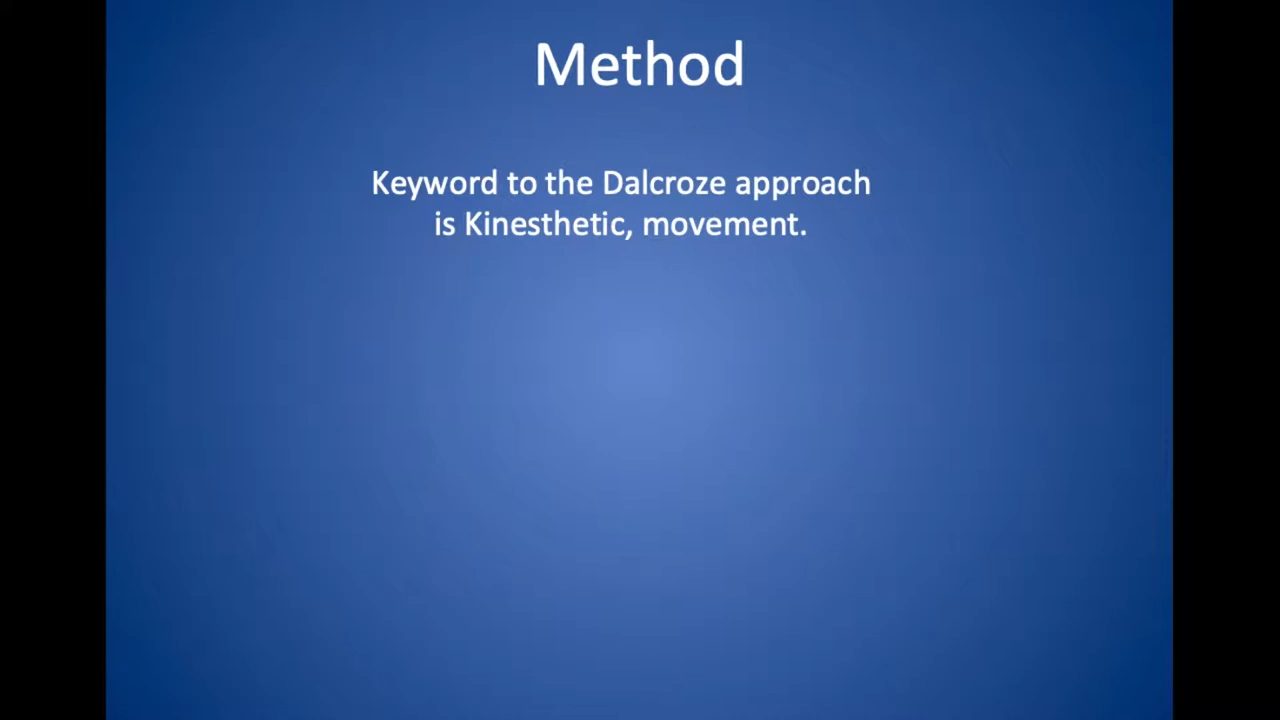 Method
Keyword to the Dalcroze approach
is Kinesthetic, movement.